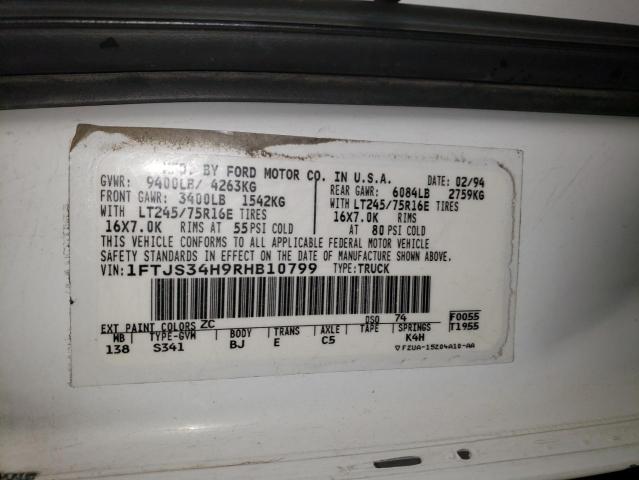 MFD. BY FORD MOTOR CO. IN U.S.A.
GVWR: 9400LB/ 4263KG DATE: 02/94
FRONT GAWR: 3400LB 1542KG REAR GAWR: 6084LB 2759KG
WITH LT245/75R16E TIRES WITH LT245/75R16E TIRES
16X7.0K RIMS AT 55 PSI COLD 16X7.0K RIMS AT 80 PSI COLD
THIS VEHICLE CONFORMS TO ALL APPLICABLE FEDERAL MOTOR VEHICLE
SAFETY STANDARDS IN EFFECT ON THE DATE OF MANUFACTURE SHOWN ABOVE.
VIN: 1FTJS34H9RHB10799 TYPE: TRUCK
EXT PAINT COLORS ZC DSO 74 F0055
WB TYPE-GVW BODY TRANS AXLE TAPE SPRINGS T1955
138 S341 BJ E C5 K4H
▽ F2UA-15204A10-AA